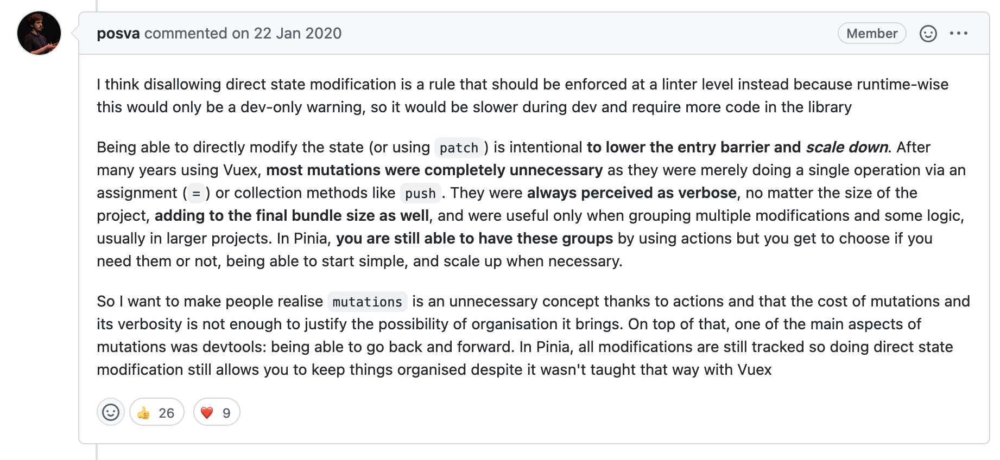 posva commented on 22 Jan 2020
Member
I think disallowing direct state modification is a rule that should be enforced at a linter level instead because runtime-wise
this would only be a dev-only warning, so it would be slower during dev and require more code in the library
Being able to directly modify the state (or using patch) is intentional to lower the entry barrier and scale down. After
many years using Vuex, most mutations were completely unnecessary as they were merely doing a single operation via an
assignment (=) or collection methods like push. They were always perceived as verbose, no matter the size of the
project, adding to the final bundle size as well, and were useful only when grouping multiple modifications and some logic,
usually in larger projects. In Pinia, you are still able to have these groups by using actions but you get to choose if you
need them or not, being able to start simple, and scale up when necessary.
So I want to make people realise mutations is an unnecessary concept thanks to actions and that the cost of mutations and
its verbosity is not enough to justify the possibility of organisation it brings. On top of that, one of the main aspects of
mutations was devtools: being able to go back and forward. In Pinia, all modifications are still tracked so doing direct state
modification still allows you to keep things organised despite it wasn't taught that way with Vuex
👍 26 ❤️ 9